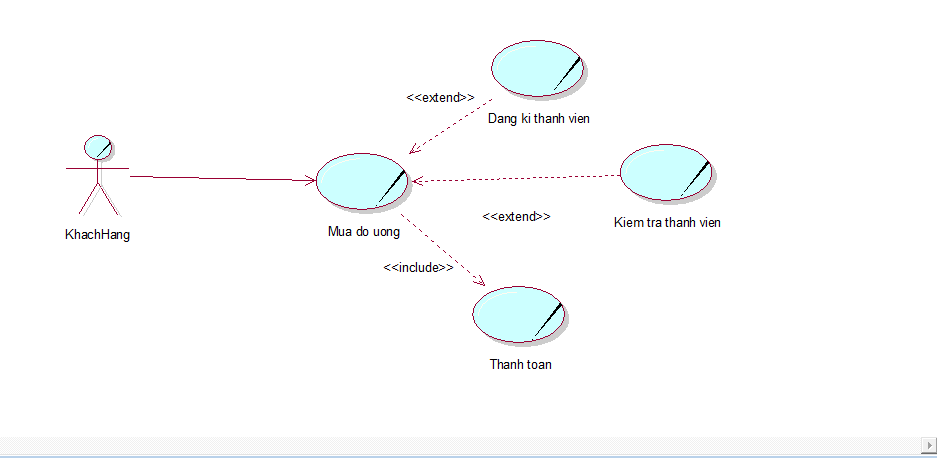 <<extend>>
Dang ki thanh vien
KhachHang
Mua do uong
<<extend>>
Kiem tra thanh vien
<<include>>
Thanh toan